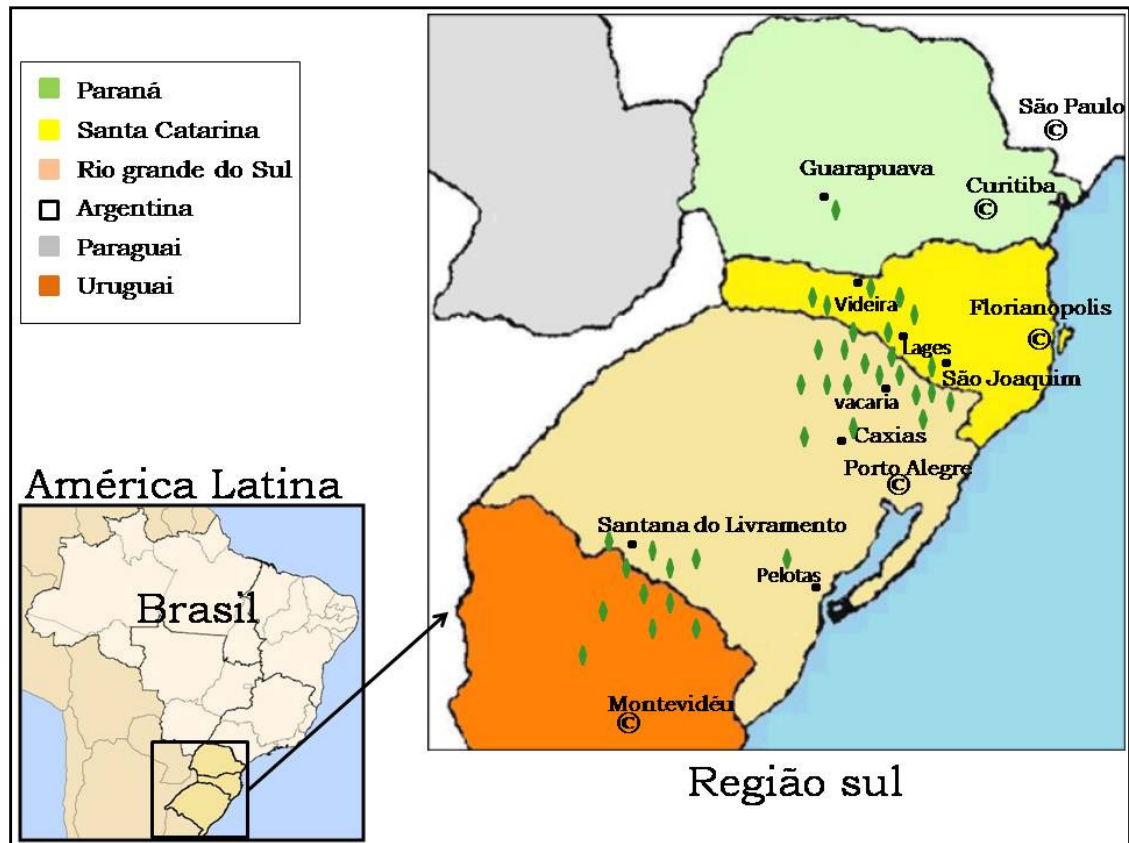 Paraná
Santa Catarina
Rio grande do Sul
Argentina
Paraguai
Uruguai
São Paulo
©
Guarapuava
Curitiba
©
Videira
Florianopolis
©
Lages
São Joaquim
vacaria
Caxias
Porto Alegre
©
Santana do Livramento
Pelotas
Montevidéu
©
América Latina
Brasil
Região sul